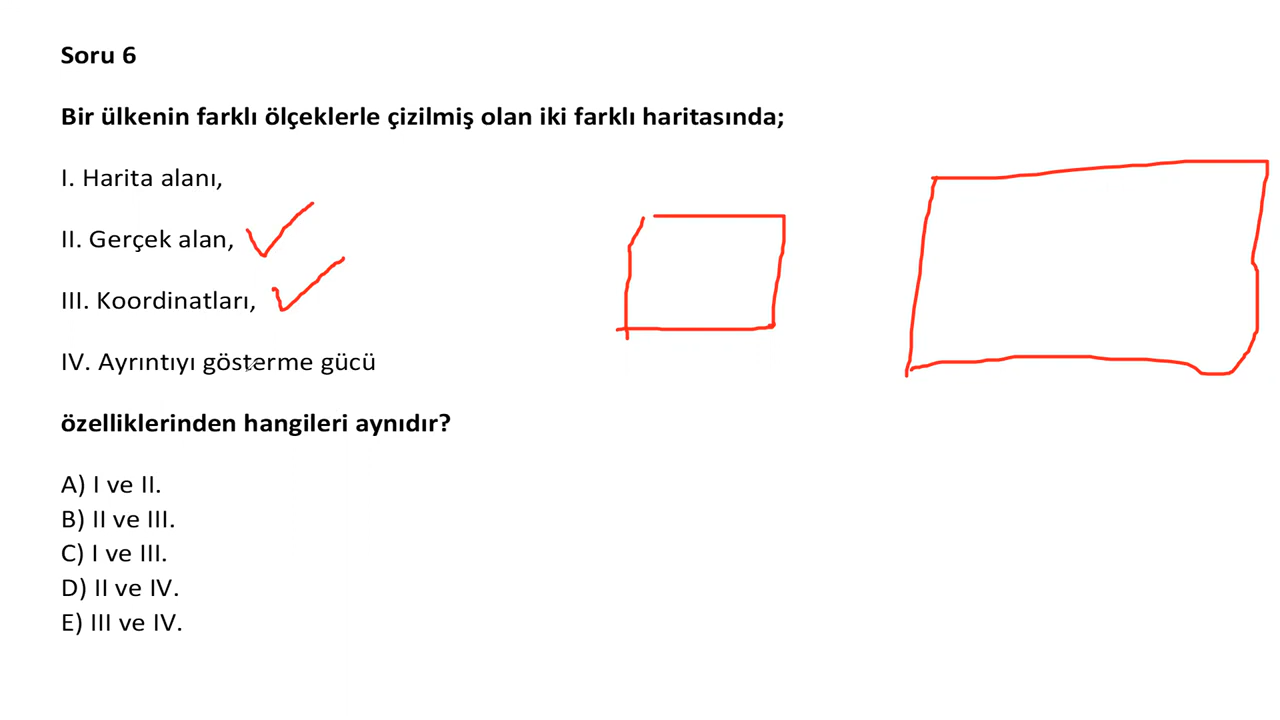 Soru 6
Bir ülkenin farklı ölçeklerle çizilmiş olan iki farklı haritasında;
I. Harita alanı,
II. Gerçek alan,
III. Koordinatları,
IV. Ayrıntıyı gösterme gücü
özelliklerinden hangileri aynıdır?
A) I ve II.
B) II ve III.
C) I ve III.
D) II ve IV.
E) III ve IV.